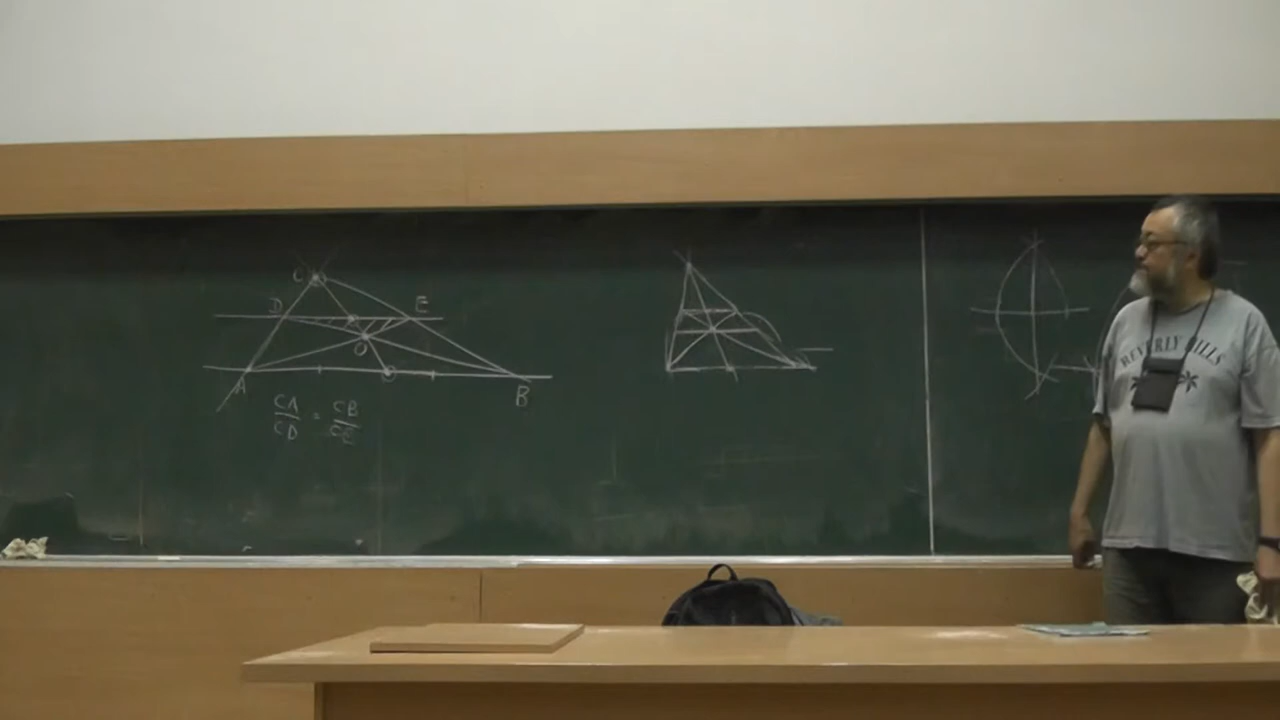 C
D
E
O
A
B
CA/CD = CB/CE
BEVERLY HILLS